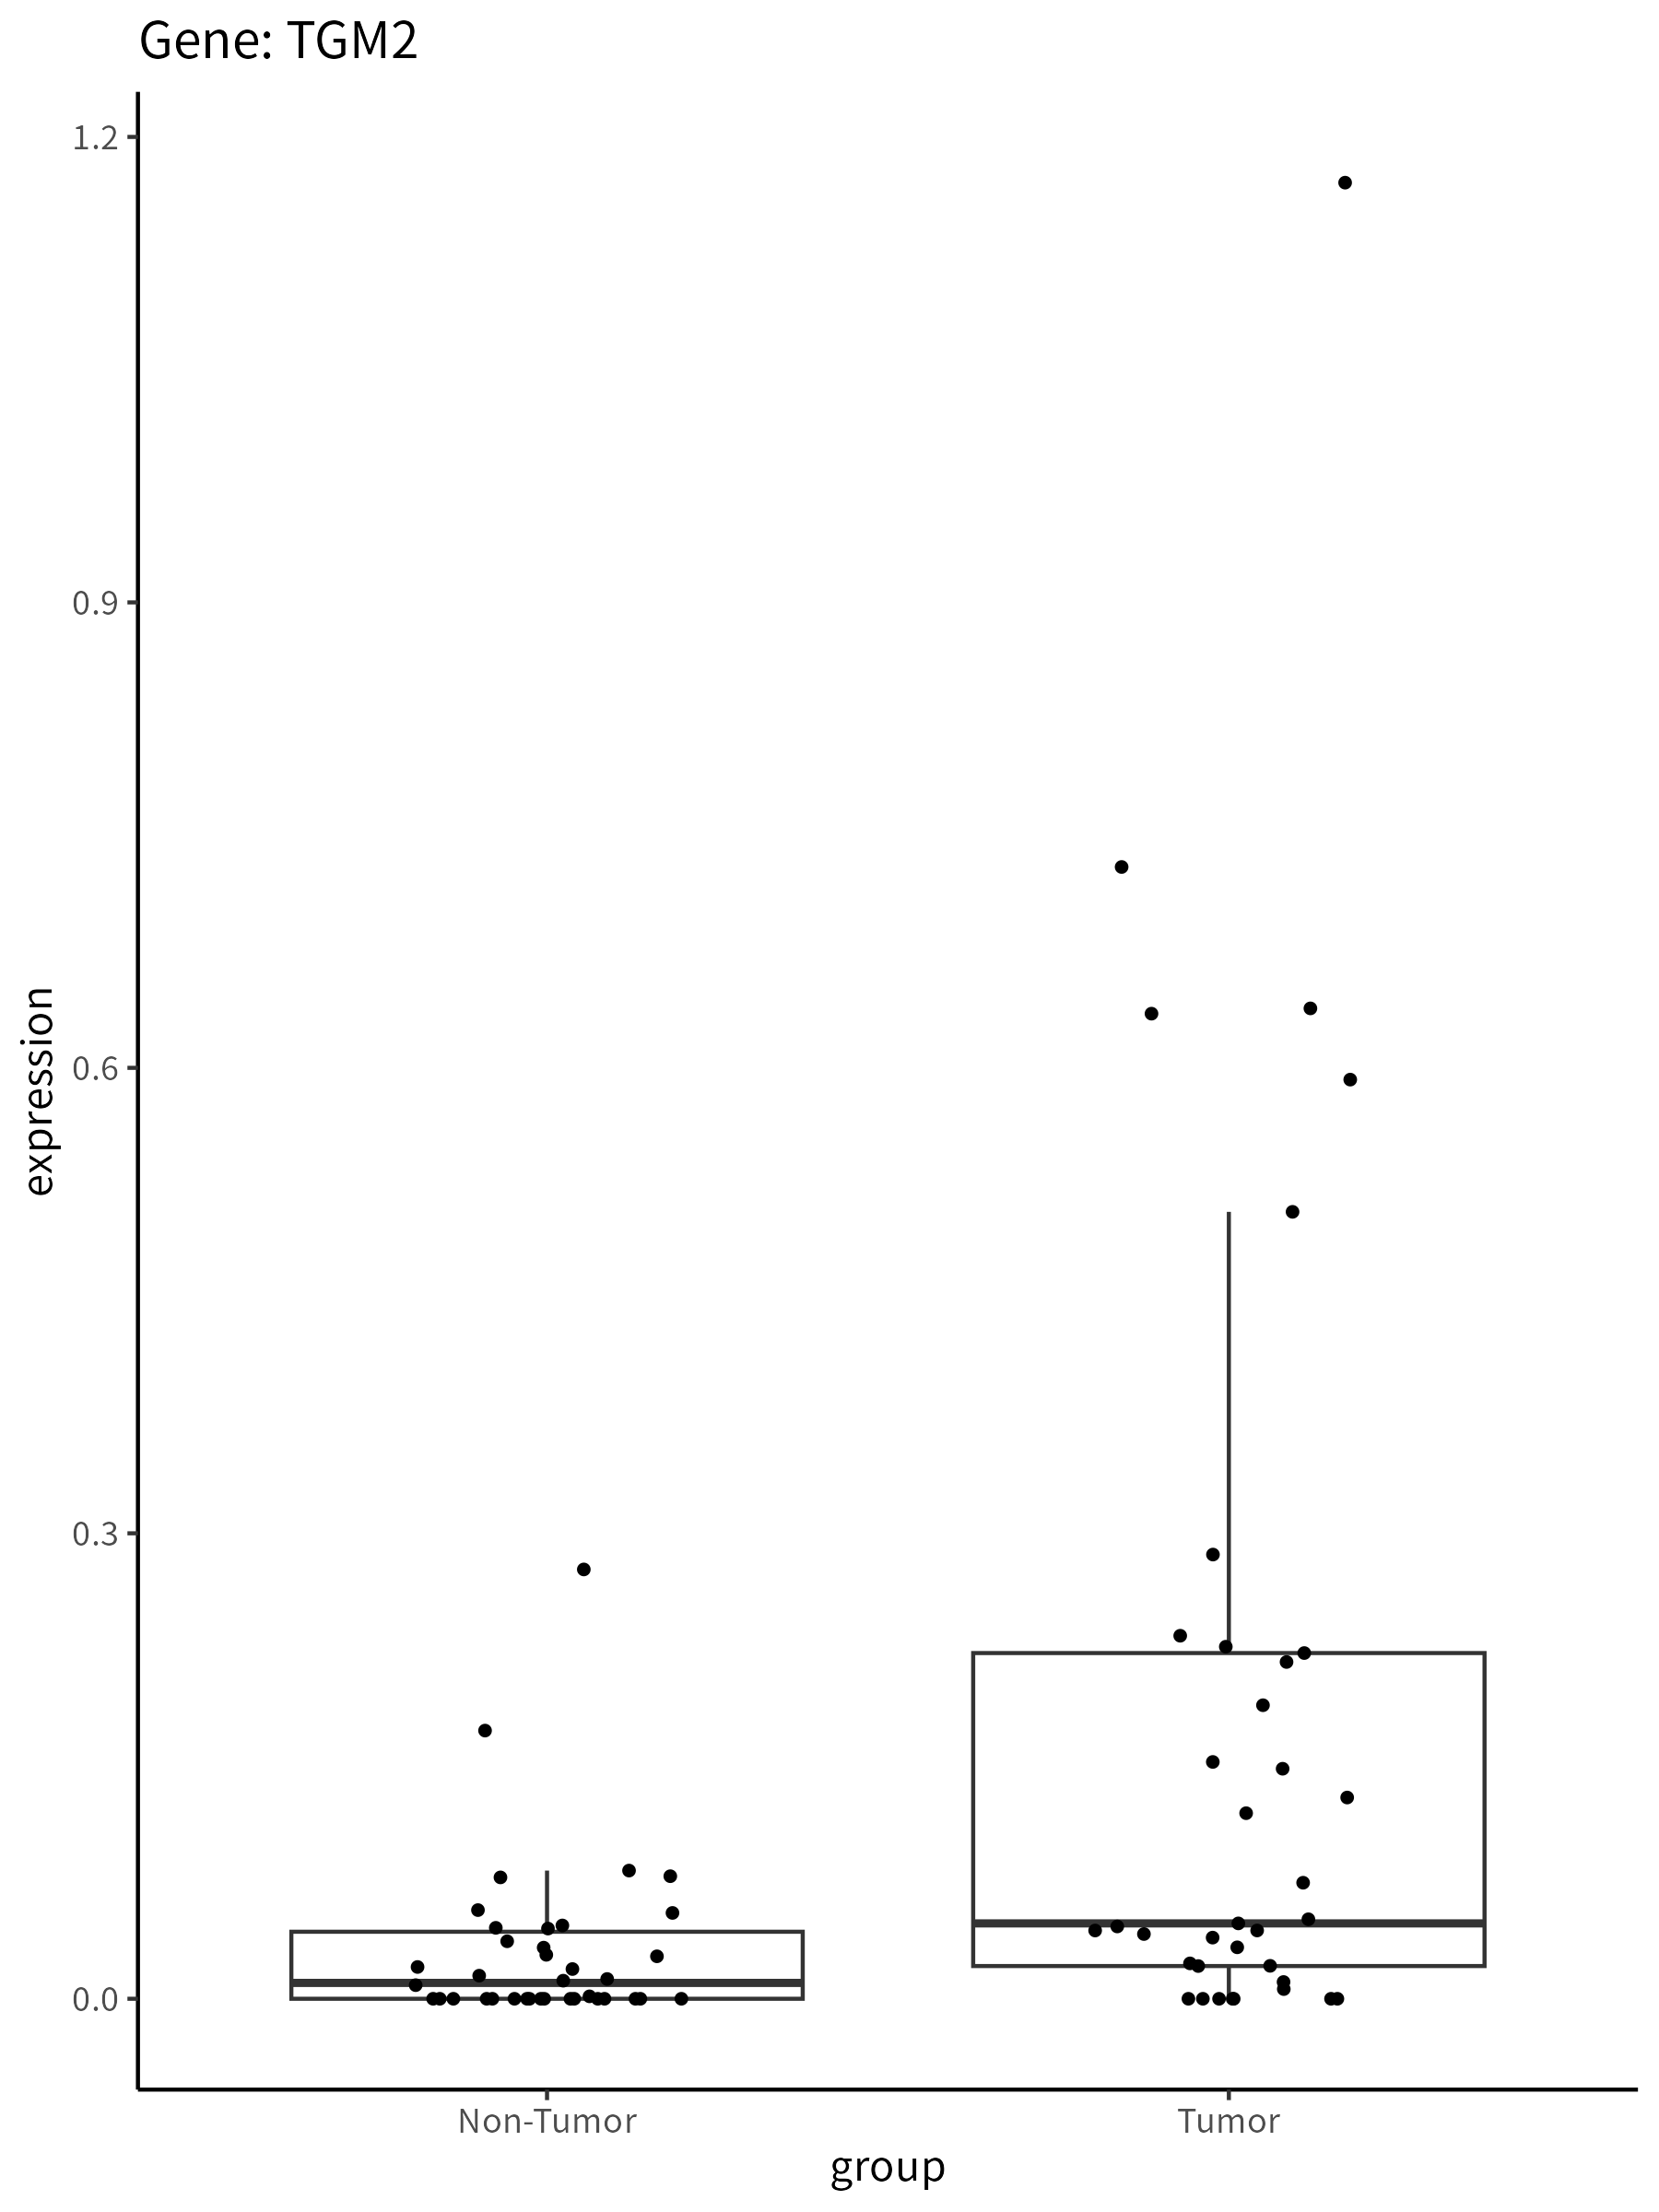 Gene: TGM2
1.2
0.9
0.6
0.3
0.0
expression
Non-Tumor
Tumor
group